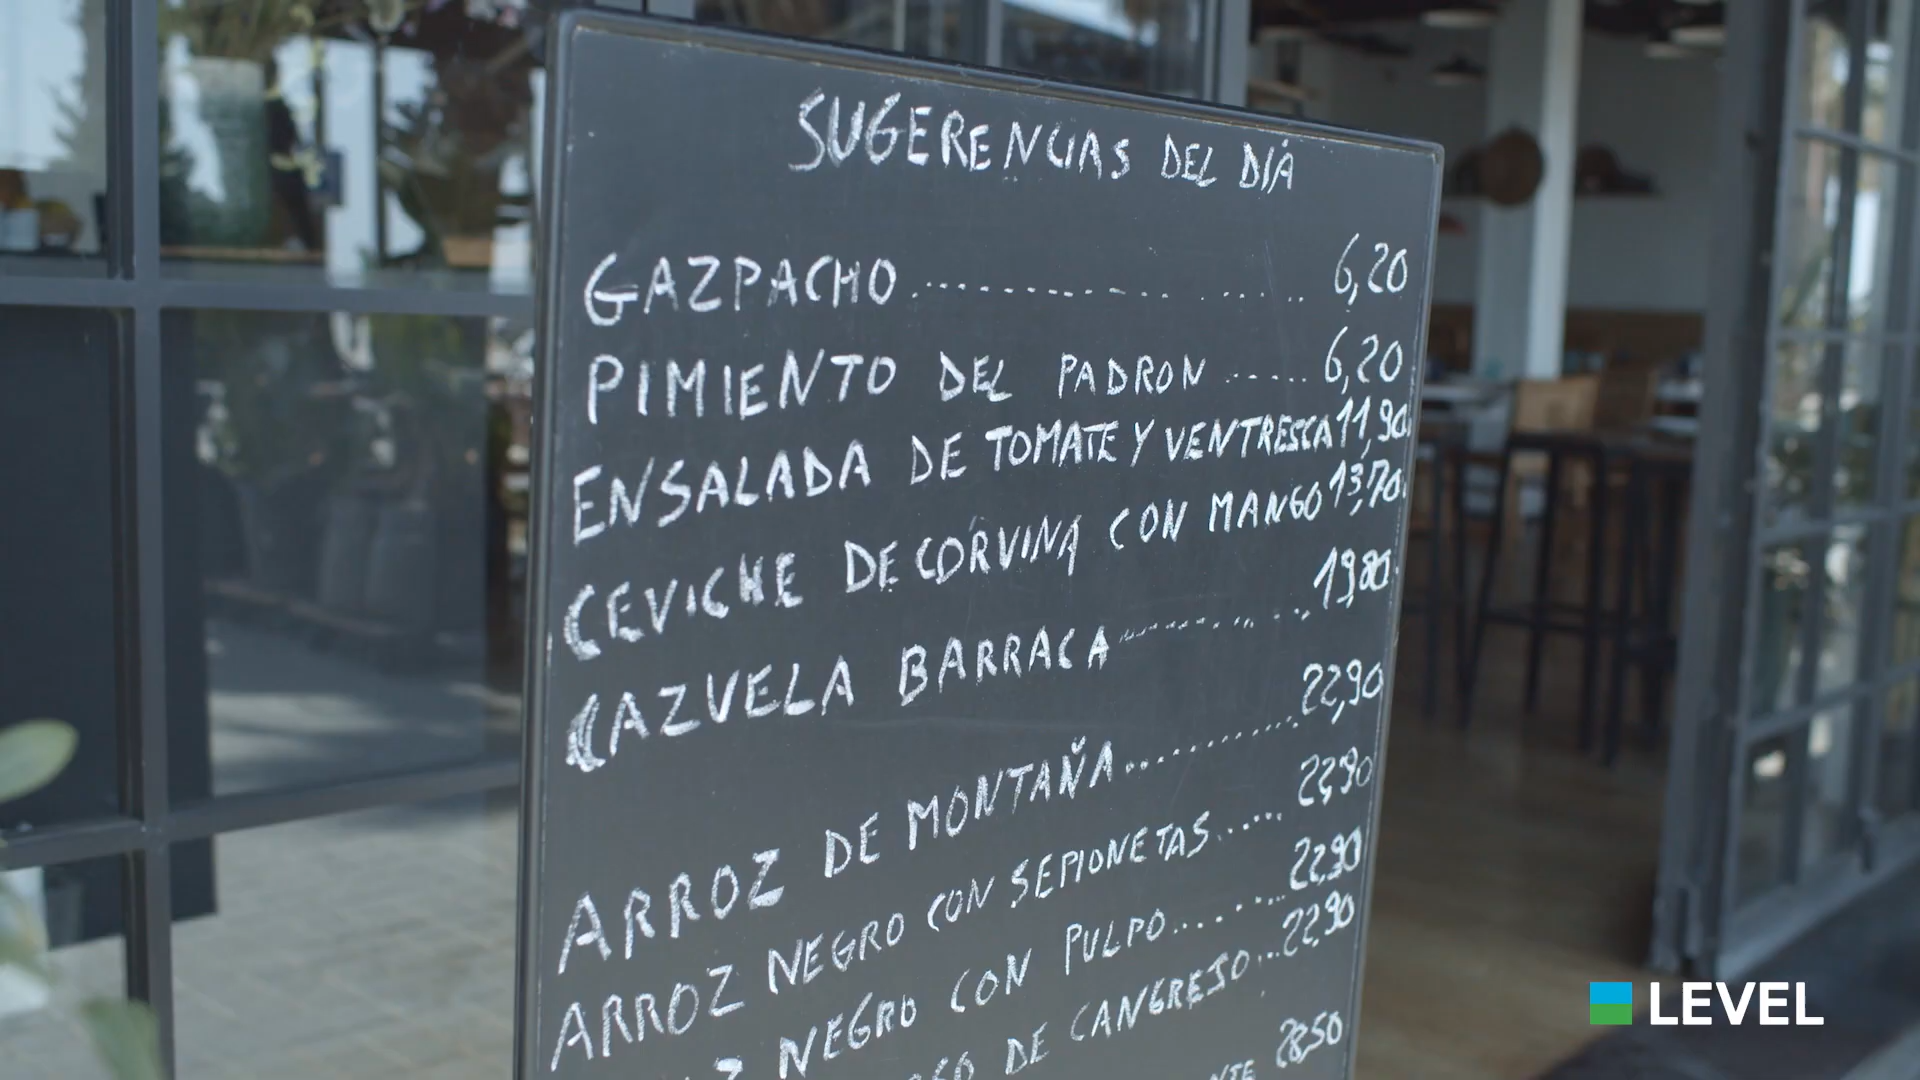 SUGERENCIAS DEL DIA
GAZPACHO .................... 6,20
PIMIENTO DEL PADRON ...... 6,20
ENSALADA DE TOMATE Y VENTRESCA 11,90
CEVICHE DE CORVINA CON MANGO 13,70
CAZUELA BARRACA ............ 19,80
ARROZ DE MONTAÑA ............ 22,90
ARROZ NEGRO CON SEPIONETAS ...... 22,90
NEGRO CON PULPO ........ 22,90
DE CANGREJO ... 22,90
28,50
LEVEL